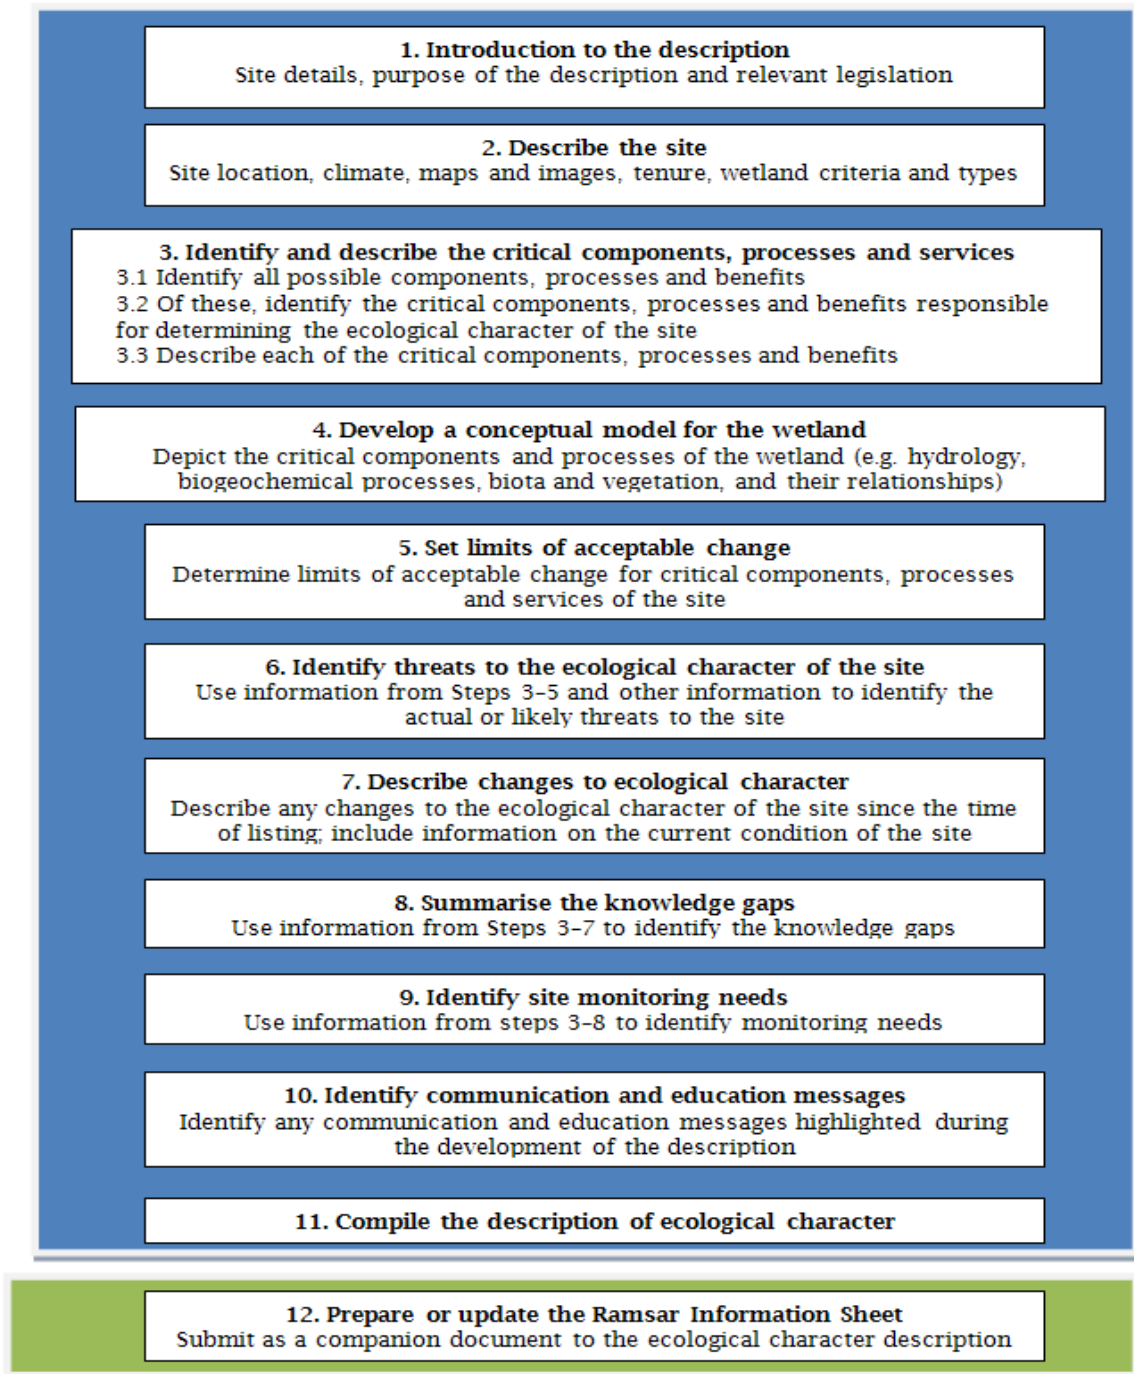 1. Introduction to the description
Site details, purpose of the description and relevant legislation
2. Describe the site
Site location, climate, maps and images, tenure, wetland criteria and types
3. Identify and describe the critical components, processes and services
3.1 Identify all possible components, processes and benefits
3.2 Of these, identify the critical components, processes and benefits responsible
for determining the ecological character of the site
3.3 Describe each of the critical components, processes and benefits
4. Develop a conceptual model for the wetland
Depict the critical components and processes of the wetland (e.g. hydrology,
biogeochemical processes, biota and vegetation, and their relationships)
5. Set limits of acceptable change
Determine limits of acceptable change for critical components, processes
and services of the site
6. Identify threats to the ecological character of the site
Use information from Steps 3–5 and other information to identify the
actual or likely threats to the site
7. Describe changes to ecological character
Describe any changes to the ecological character of the site since the time
of listing; include information on the current condition of the site
8. Summarise the knowledge gaps
Use information from Steps 3–7 to identify the knowledge gaps
9. Identify site monitoring needs
Use information from steps 3–8 to identify monitoring needs
10. Identify communication and education messages
Identify any communication and education messages highlighted during
the development of the description
11. Compile the description of ecological character
12. Prepare or update the Ramsar Information Sheet
Submit as a companion document to the ecological character description